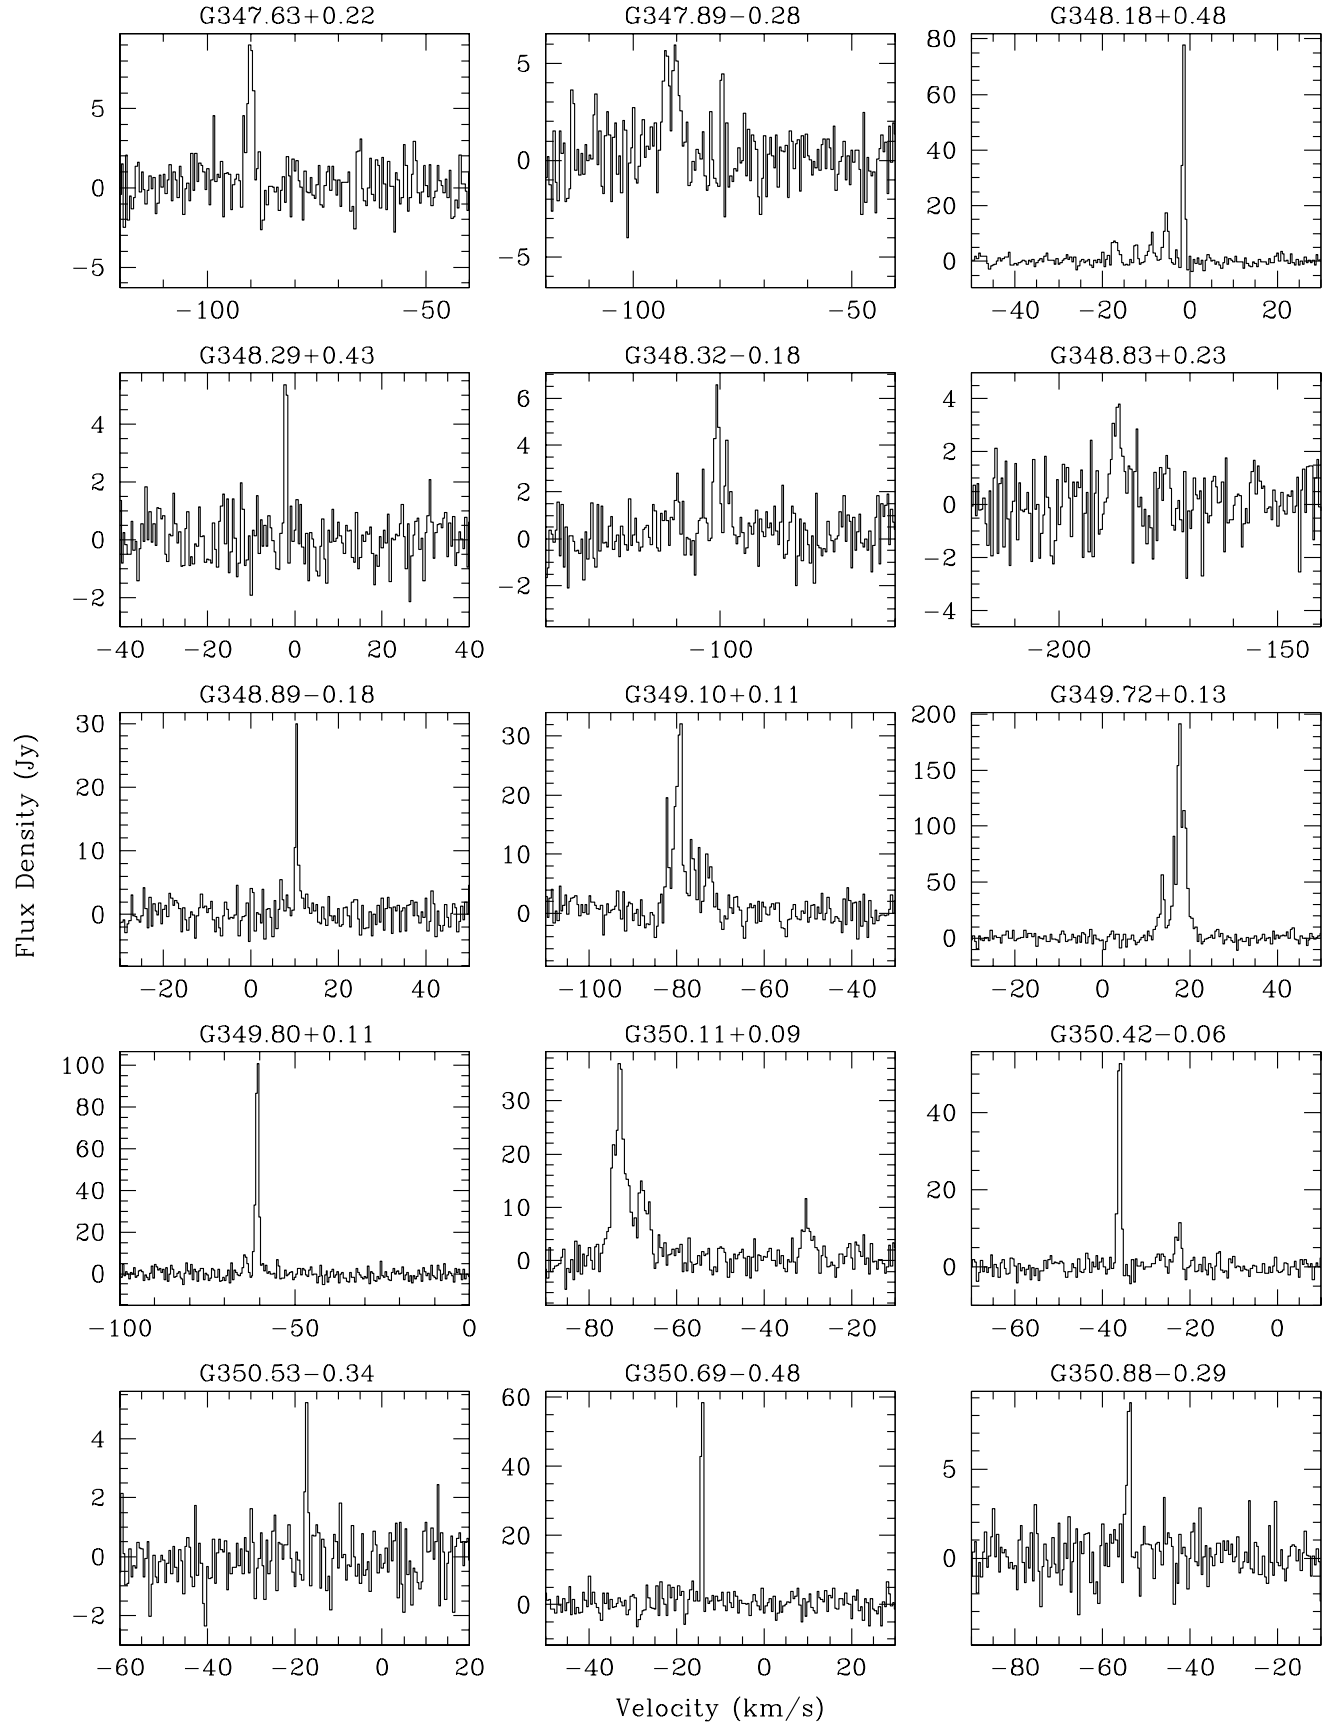 G347.63+0.22 G347.89−0.28 G348.18+0.48
5 0 −5
5 0 −5
80 60 40 20 0
−100 −50
−100 −50
−40 −20 0 20
G348.29+0.43 G348.32−0.18 G348.83+0.23
4 2 0 −2
6 4 2 0 −2
4 2 0 −2 −4
−40 −20 0 20 40
−100
−200 −150
G348.89−0.18 G349.10+0.11 G349.72+0.13
30 20 10 0
30 20 10 0
200 150 100 50 0
−20 0 20 40
−100 −80 −60 −40
−20 0 20 40
Flux Density (Jy)
G349.80+0.11 G350.11+0.09 G350.42−0.06
100 80 60 40 20 0
30 20 10 0
40 20 0
−100 −50 0
−80 −60 −40 −20
−60 −40 −20 0
G350.53−0.34 G350.69−0.48 G350.88−0.29
4 2 0 −2
60 40 20 0
5 0
−60 −40 −20 0 20
−40 −20 0 20
−80 −60 −40 −20
Velocity (km/s)